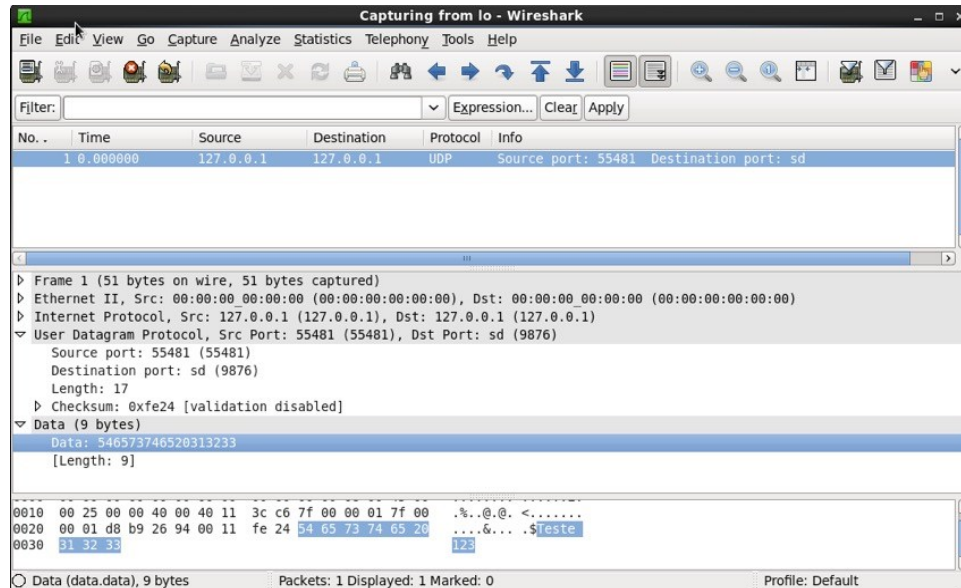 Capturing from lo - Wireshark
File Edit View Go Capture Analyze Statistics Telephony Tools Help
Filter: Expression... Clear Apply
No. . Time Source Destination Protocol Info
1 0.000000 127.0.0.1 127.0.0.1 UDP Source port: 55481 Destination port: sd
Frame 1 (51 bytes on wire, 51 bytes captured)
Ethernet II, Src: 00:00:00_00:00:00 (00:00:00:00:00:00), Dst: 00:00:00_00:00:00 (00:00:00:00:00:00)
Internet Protocol, Src: 127.0.0.1 (127.0.0.1), Dst: 127.0.0.1 (127.0.0.1)
User Datagram Protocol, Src Port: 55481 (55481), Dst Port: sd (9876)
Source port: 55481 (55481)
Destination port: sd (9876)
Length: 17
Checksum: 0xfe24 [validation disabled]
Data (9 bytes)
Data: 546573746520313233
[Length: 9]
0010 00 25 00 00 40 00 40 11 3c c6 7f 00 00 01 7f 00 .%..@.@. <.......
0020 00 01 d8 b9 26 94 00 11 fe 24 54 65 73 74 65 20 ....&... .$Teste
0030 31 32 33 123
Data (data.data), 9 bytes Packets: 1 Displayed: 1 Marked: 0 Profile: Default